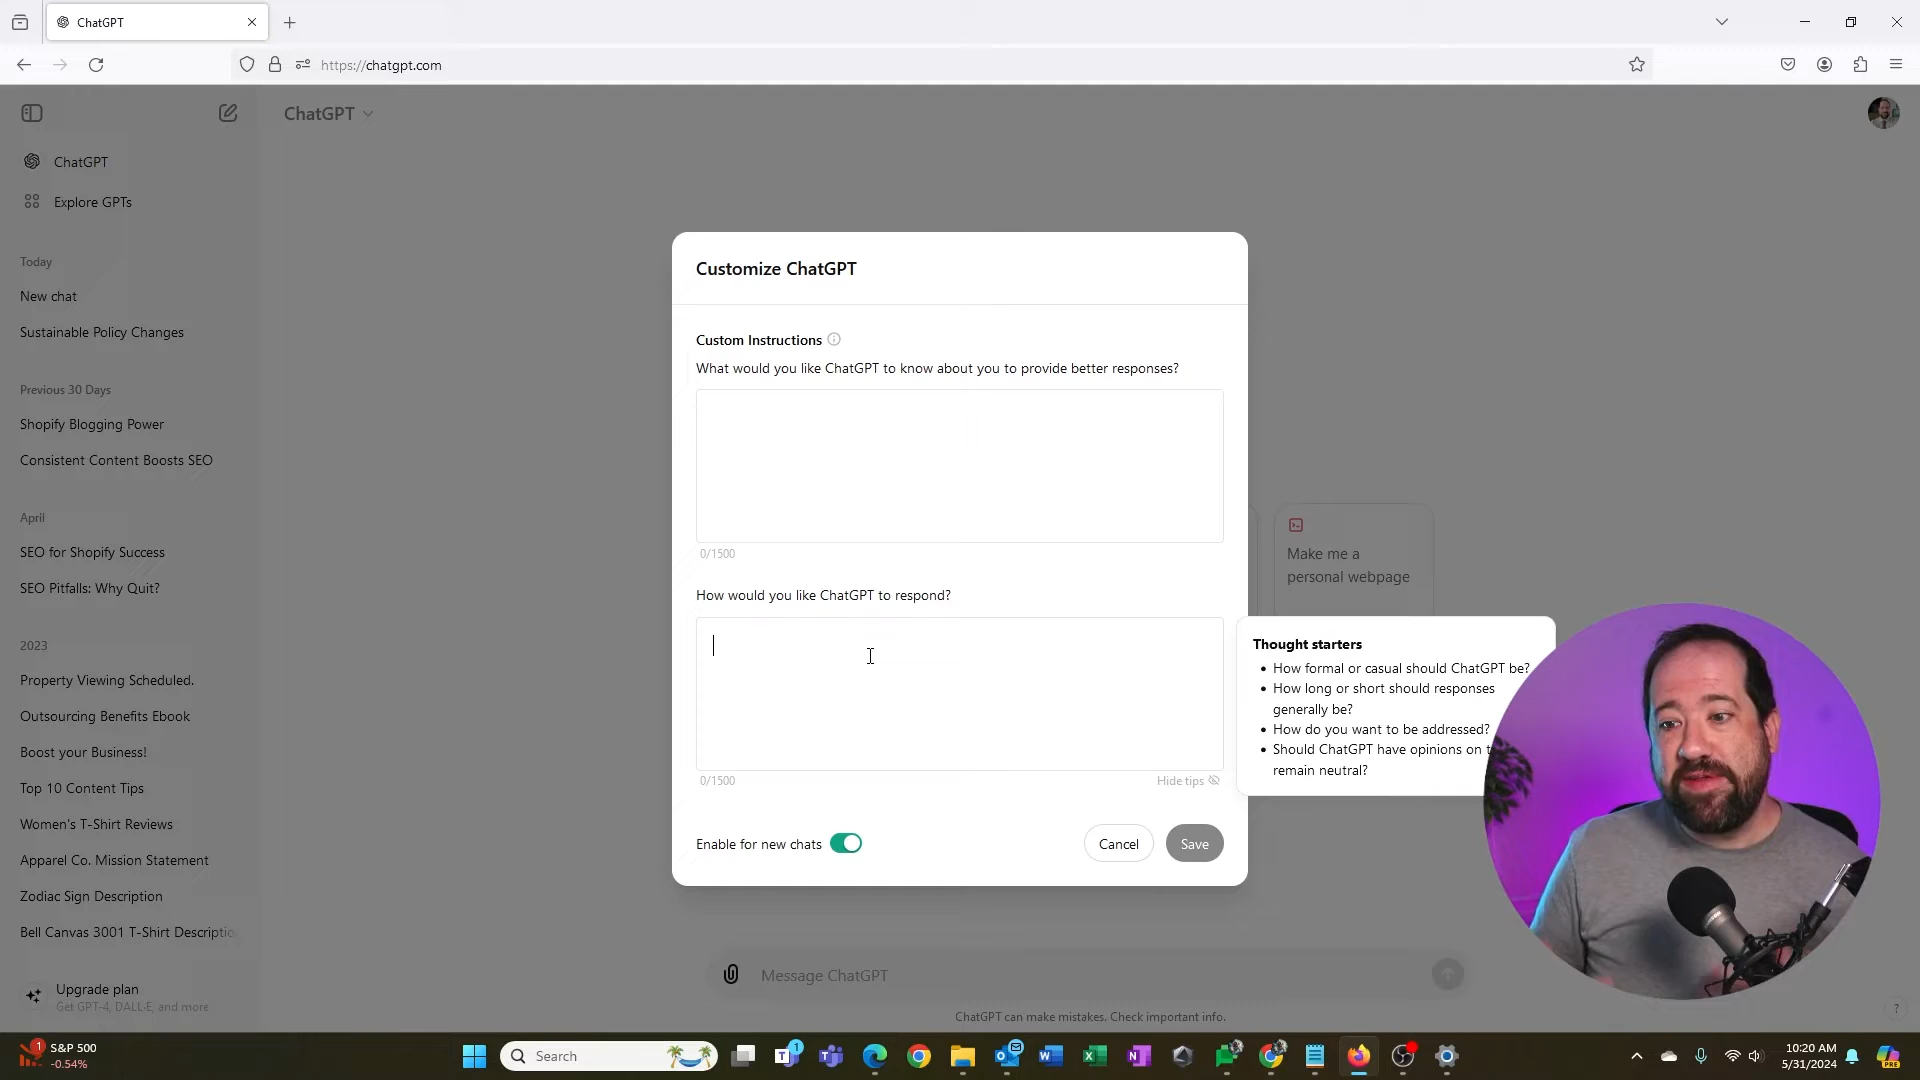 ChatGPT
https://chatgpt.com
ChatGPT
ChatGPT
Explore GPTs
Today
New chat
Sustainable Policy Changes
Previous 30 Days
Shopify Blogging Power
Consistent Content Boosts SEO
April
SEO for Shopify Success
SEO Pitfalls: Why Quit?
2023
Property Viewing Scheduled.
Outsourcing Benefits Ebook
Boost your Business!
Top 10 Content Tips
Women's T-Shirt Reviews
Apparel Co. Mission Statement
Zodiac Sign Description
Bell Canvas 3001 T-Shirt Descriptio
Upgrade plan
Get GPT-4, DALL·E, and more
Customize ChatGPT
Custom Instructions
What would you like ChatGPT to know about you to provide better responses?
0/1500
How would you like ChatGPT to respond?
0/1500
Hide tips
Enable for new chats
Cancel
Save
Make me a
personal webpage
Thought starters
• How formal or casual should ChatGPT be?
• How long or short should responses
generally be?
• How do you want to be addressed?
• Should ChatGPT have opinions on
remain neutral?
Message ChatGPT
ChatGPT can make mistakes. Check important info.
?
1
S&P 500
-0.54%
Search
1
10:20 AM
5/31/2024
PRE